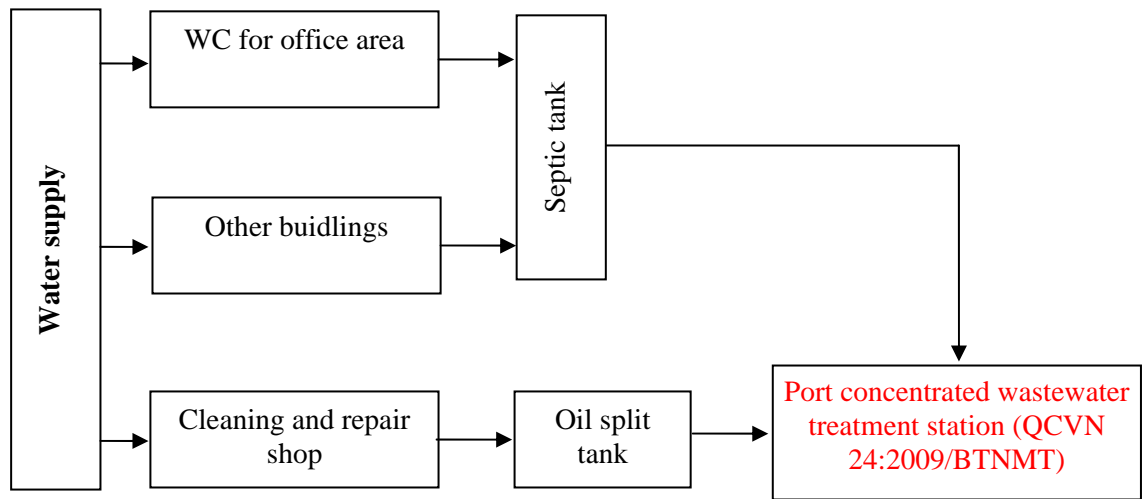 WC for office area
Water supply
Septic tank
Other buidlings
Cleaning and repair
shop
Oil split
tank
Port concentrated wastewater
treatment station (QCVN
24:2009/BTNMT)